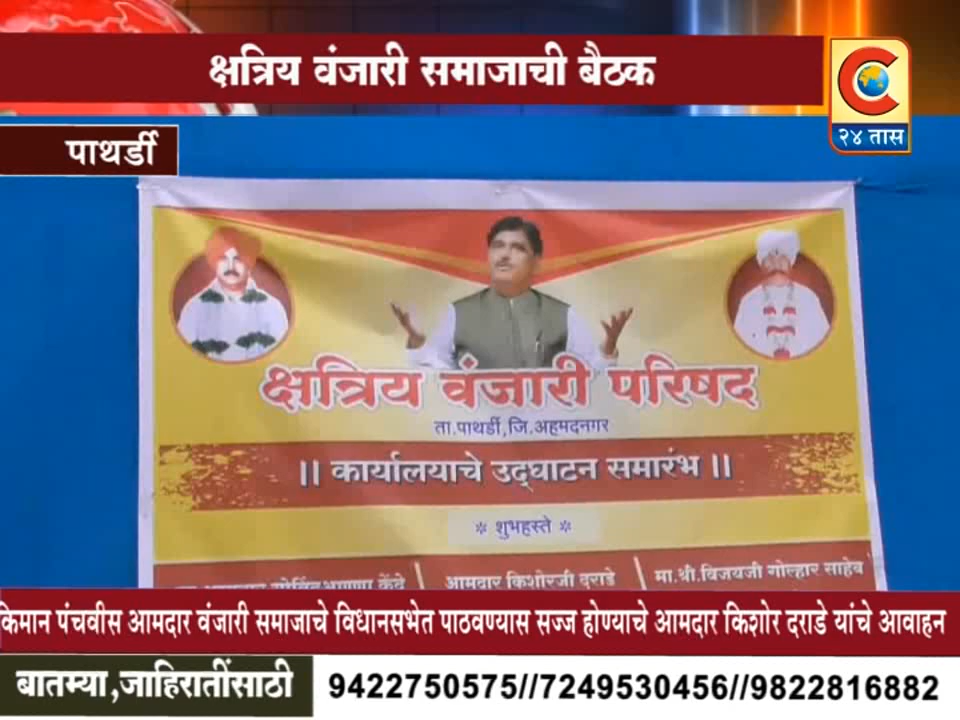 क्षत्रिय वंजारी समाजाची बैठक
C
२४ तास
पाथर्डी
क्षत्रिय वंजारी परिषद
ता.पाथर्डी,जि.अहमदनगर
।। कार्यालयाचे उद्घाटन समारंभ ।।
* शुभहस्ते *
आमदार किशोरजी दराडे
मा.श्री.विजयजी गोल्हार साहेब
किमान पंचवीस आमदार वंजारी समाजाचे विधानसभेत पाठवण्यास सज्ज होण्याचे आमदार किशोर दराडे यांचे आवाहन
बातम्या,जाहिरातींसाठी
9422750575//7249530456//9822816882